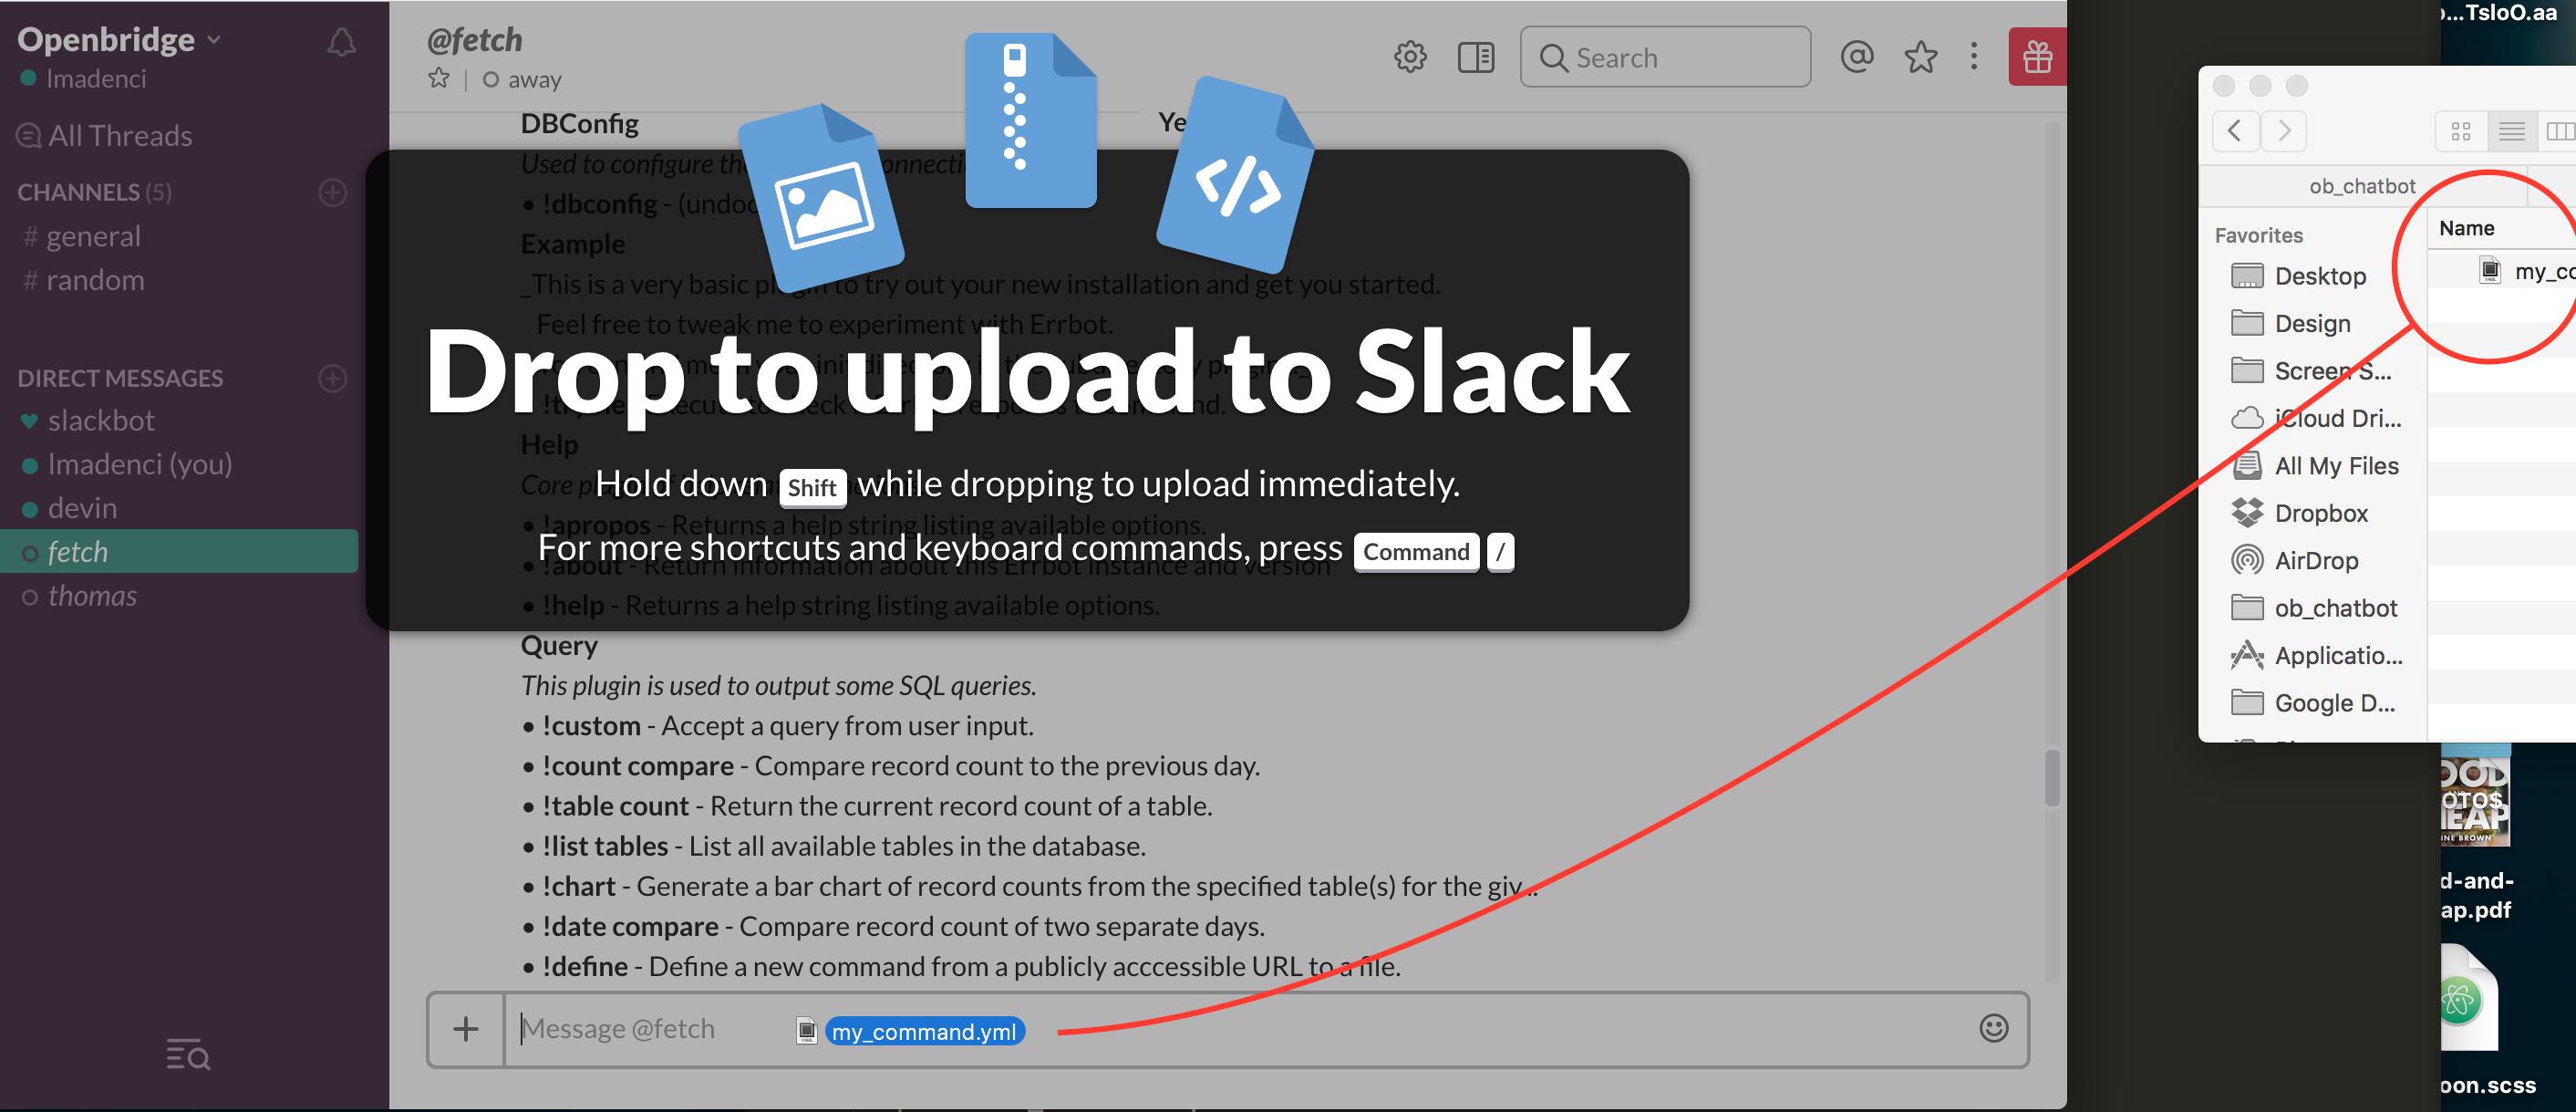 Openbridge
lmadenci
All Threads
CHANNELS (5)
# general
# random
DIRECT MESSAGES
slackbot
lmadenci (you)
devin
fetch
thomas
@fetch
away
Search
DBConfig
Ye
Used to configure th
onnecti
• !dbconfig - (undoc
Example
_This is a very basic pl to try out your new installation and get you started.
Feel free to tweak me to experiment with Errbot.
Drop to upload to Slack
Help
Hold down Shift while dropping to upload immediately.
• !apropos - Returns a help string listing available options.
For more shortcuts and keyboard commands, press Command /
• !about - Return information about this Errbot instance and version
• !help - Returns a help string listing available options.
Query
This plugin is used to output some SQL queries.
• !custom - Accept a query from user input.
• !count compare - Compare record count to the previous day.
• !table count - Return the current record count of a table.
• !list tables - List all available tables in the database.
• !chart - Generate a bar chart of record counts from the specified table(s) for the giv...
• !date compare - Compare record count of two separate days.
• !define - Define a new command from a publicly acccessible URL to a file.
Message @fetch
my_command.yml
...TsloO.aa
ob_chatbot
Name
my_co
Favorites
Desktop
Design
Screen S...
iCloud Dri...
All My Files
Dropbox
AirDrop
ob_chatbot
Applicatio...
Google D...
OOD
OTO$
HEAP
NE BROWN
d-and-
ap.pdf
oon.scss